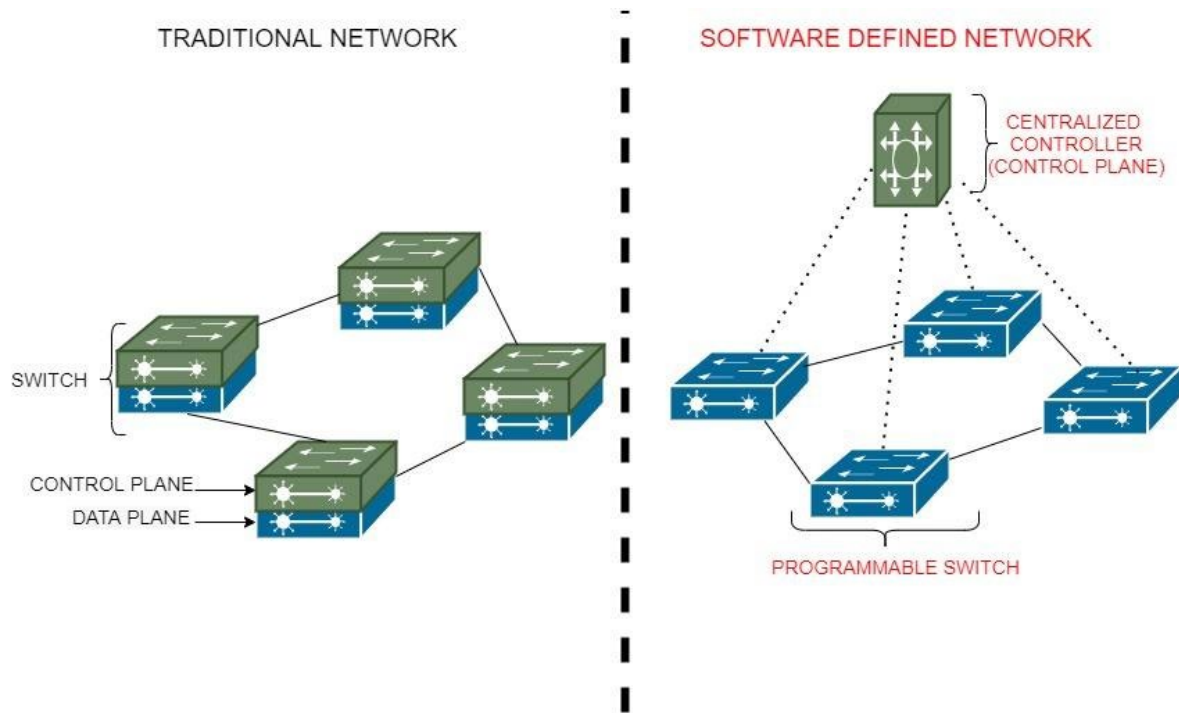 TRADITIONAL NETWORK
SWITCH
CONTROL PLANE
DATA PLANE
SOFTWARE DEFINED NETWORK
CENTRALIZED
CONTROLLER
(CONTROL PLANE)
PROGRAMMABLE SWITCH